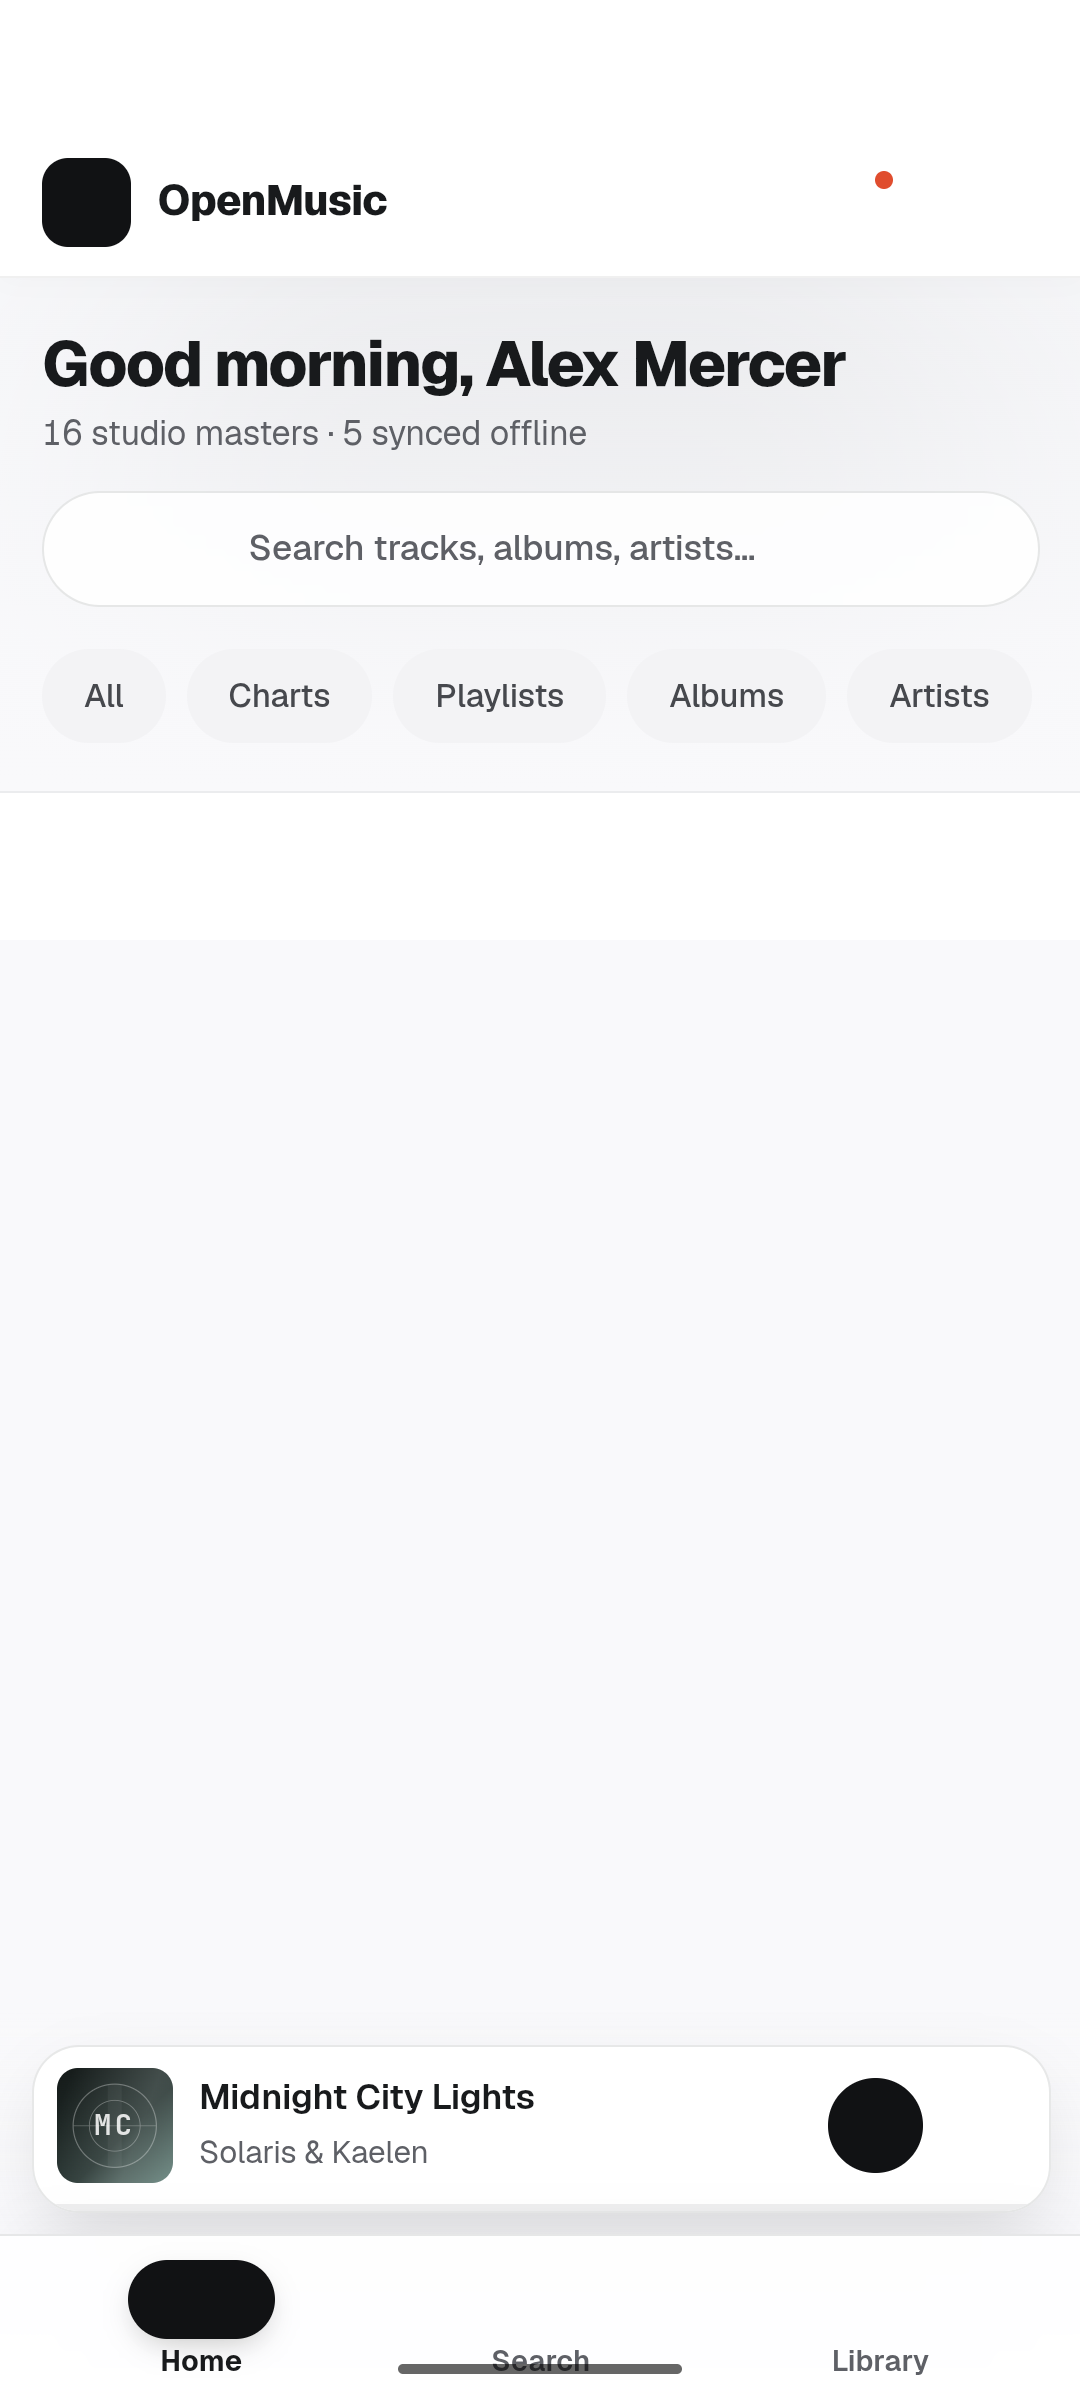 OpenMusic
Good morning, Alex Mercer
16 studio masters · 5 synced offline
Search tracks, albums, artists...
All
Charts
Playlists
Albums
Artists
MC
Midnight City Lights
Solaris & Kaelen
Home
Search
Library